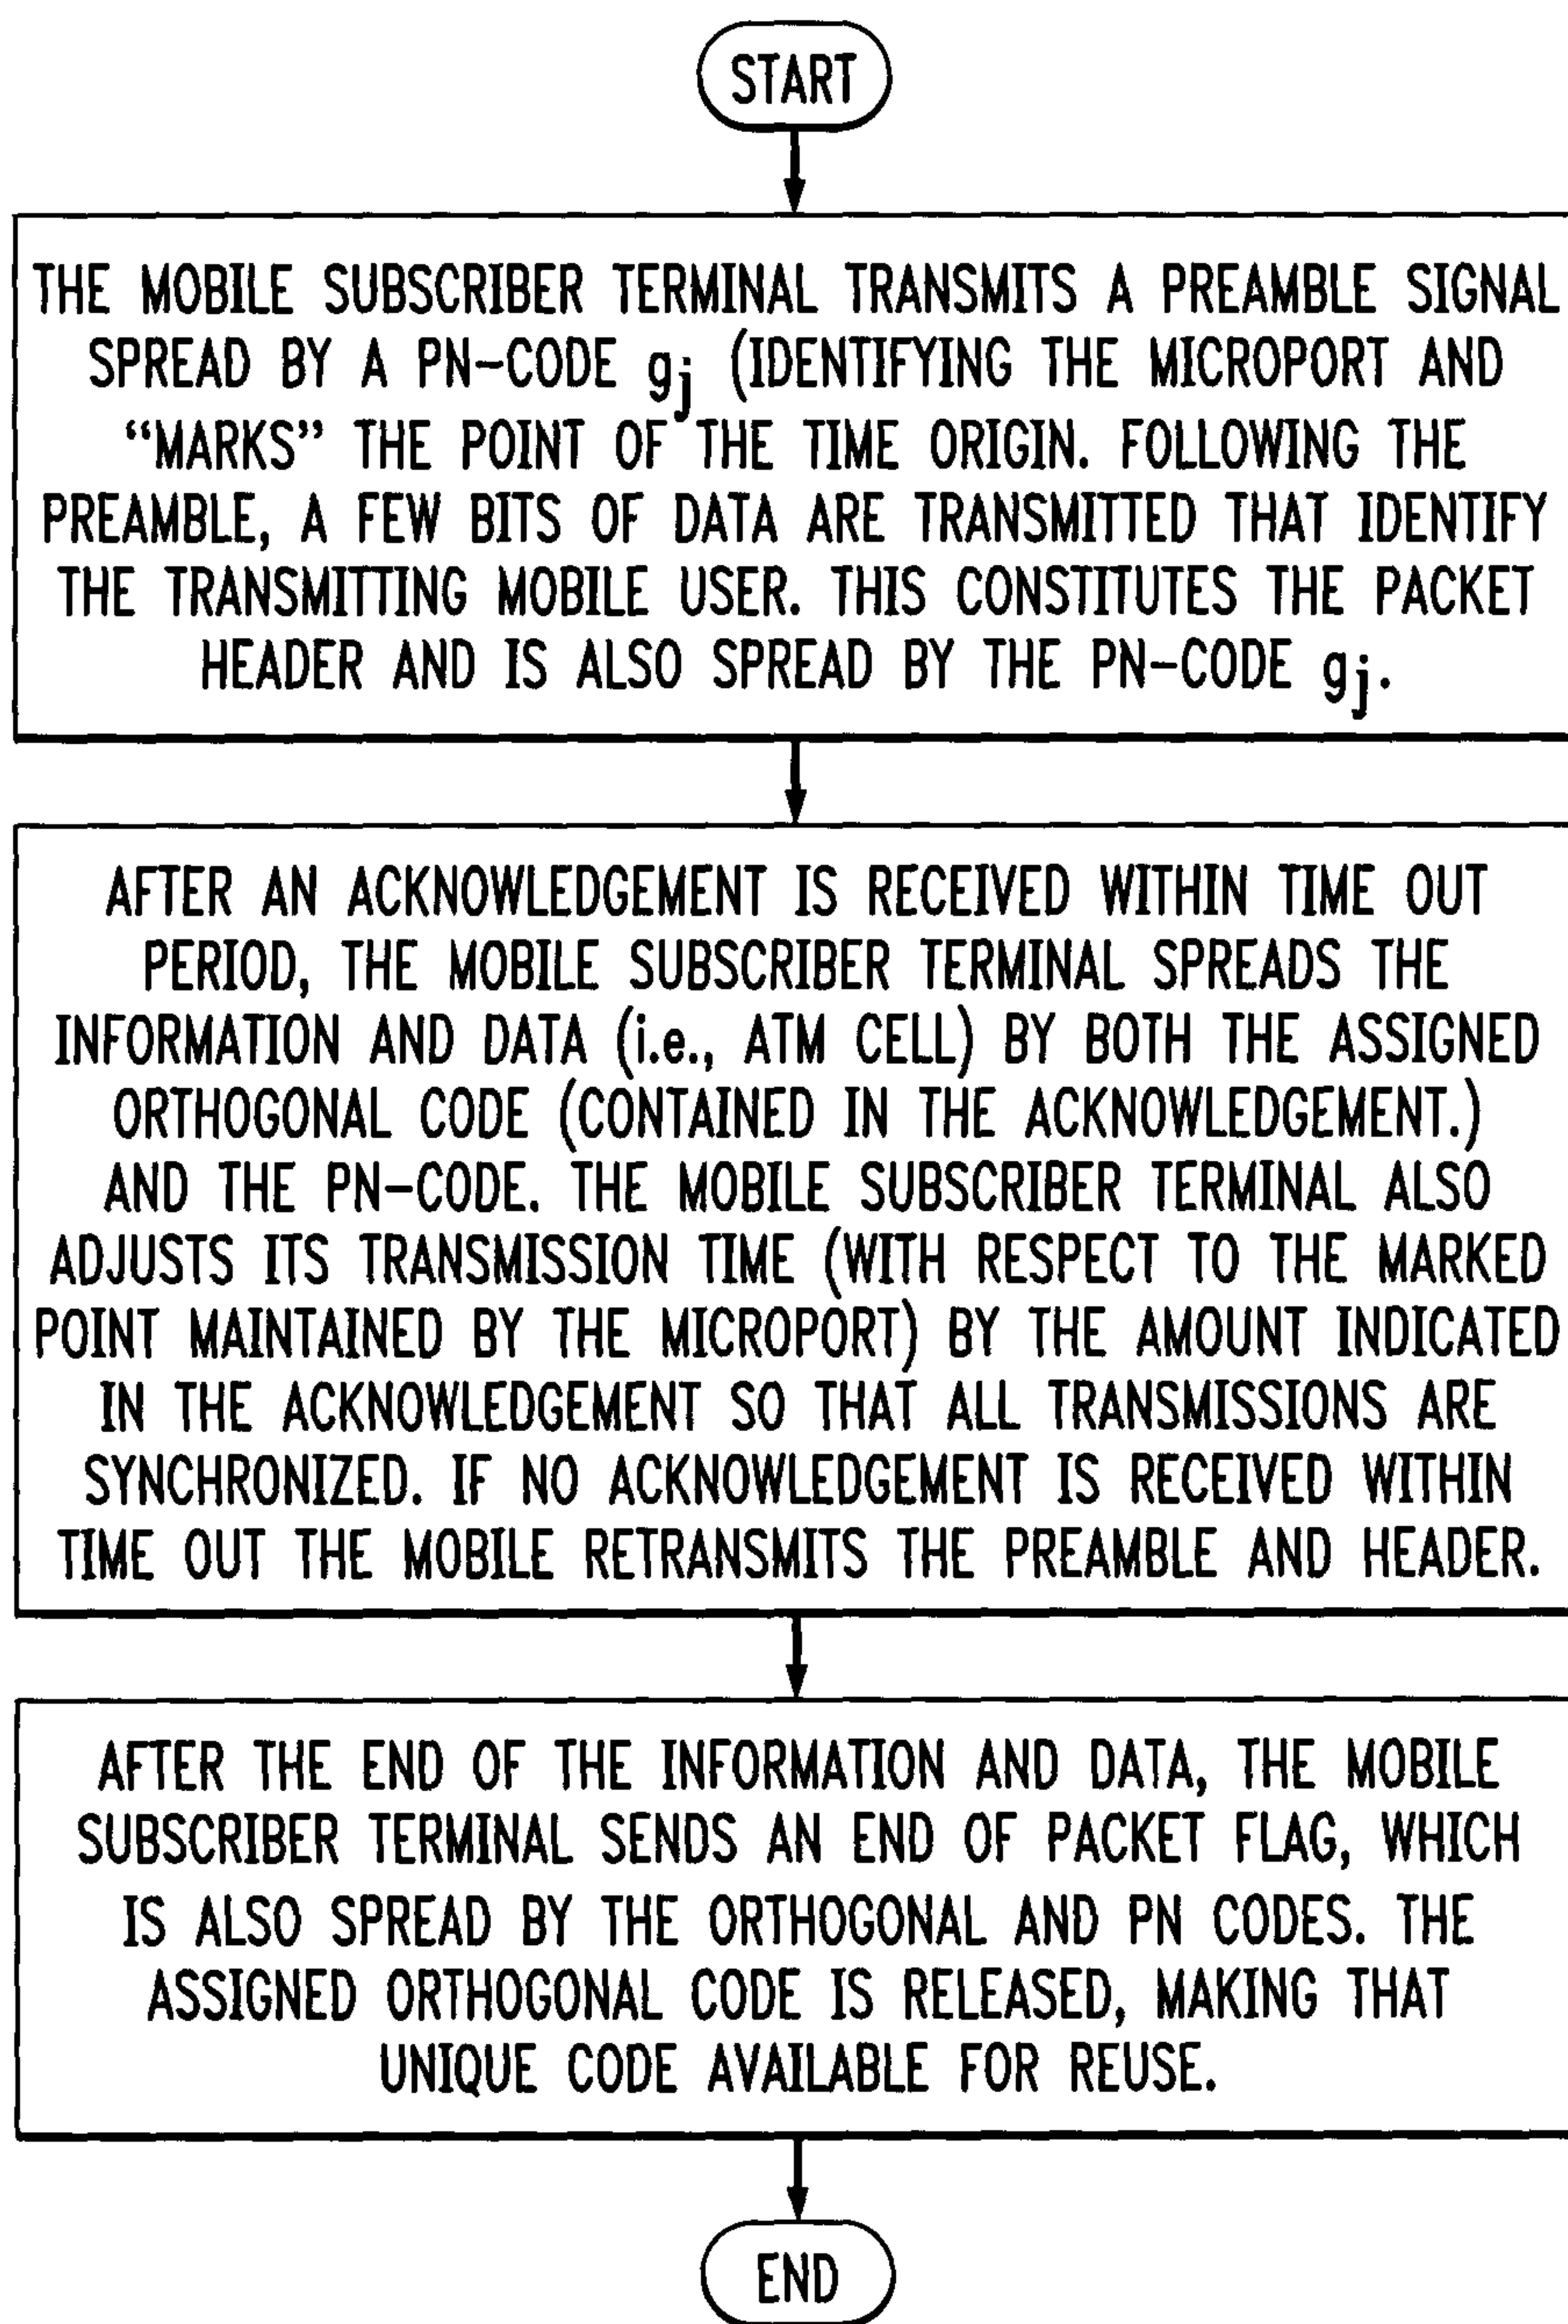 START
THE MOBILE SUBSCRIBER TERMINAL TRANSMITS A PREAMBLE SIGNAL
SPREAD BY A PN-CODE gj (IDENTIFYING THE MICROPORT AND
“MARKS” THE POINT OF THE TIME ORIGIN. FOLLOWING THE
PREAMBLE, A FEW BITS OF DATA ARE TRANSMITTED THAT IDENTIFY
THE TRANSMITTING MOBILE USER. THIS CONSTITUTES THE PACKET
HEADER AND IS ALSO SPREAD BY THE PN-CODE gj.
AFTER AN ACKNOWLEDGEMENT IS RECEIVED WITHIN TIME OUT
PERIOD, THE MOBILE SUBSCRIBER TERMINAL SPREADS THE
INFORMATION AND DATA (i.e., ATM CELL) BY BOTH THE ASSIGNED
ORTHOGONAL CODE (CONTAINED IN THE ACKNOWLEDGEMENT.)
AND THE PN-CODE. THE MOBILE SUBSCRIBER TERMINAL ALSO
ADJUSTS ITS TRANSMISSION TIME (WITH RESPECT TO THE MARKED
POINT MAINTAINED BY THE MICROPORT) BY THE AMOUNT INDICATED
IN THE ACKNOWLEDGEMENT SO THAT ALL TRANSMISSIONS ARE
SYNCHRONIZED. IF NO ACKNOWLEDGEMENT IS RECEIVED WITHIN
TIME OUT THE MOBILE RETRANSMITS THE PREAMBLE AND HEADER.
AFTER THE END OF THE INFORMATION AND DATA, THE MOBILE
SUBSCRIBER TERMINAL SENDS AN END OF PACKET FLAG, WHICH
IS ALSO SPREAD BY THE ORTHOGONAL AND PN CODES. THE
ASSIGNED ORTHOGONAL CODE IS RELEASED, MAKING THAT
UNIQUE CODE AVAILABLE FOR REUSE.
END